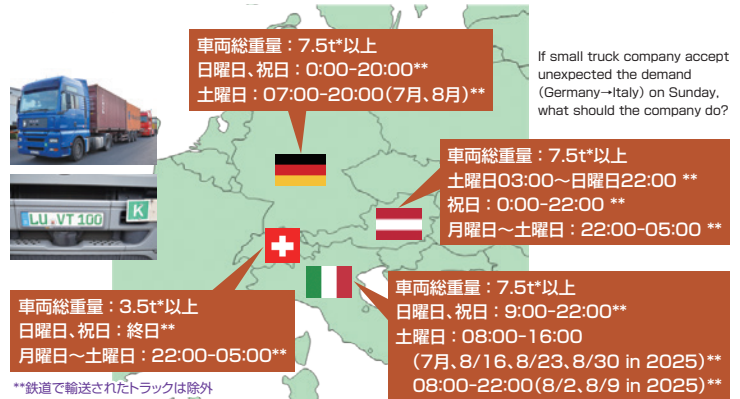 車両総重量：7.5t*以上
日曜日、祝日：0:00-20:00**
土曜日：07:00-20:00(7月、8月)**
If small truck company accept
unexpected the demand
(Germany→Italy) on Sunday,
what should the company do?
車両総重量：7.5t*以上
土曜日03:00〜日曜日22:00 **
祝日：0:00-22:00 **
月曜日〜土曜日：22:00-05:00 **
LU VT 100
K
車両総重量：3.5t*以上
日曜日、祝日：終日**
月曜日〜土曜日：22:00-05:00**
車両総重量：7.5t*以上
日曜日、祝日：9:00-22:00**
土曜日：08:00-16:00
(7月、8/16、8/23、8/30 in 2025)**
08:00-22:00(8/2、8/9 in 2025)**
**鉄道で輸送されたトラックは除外